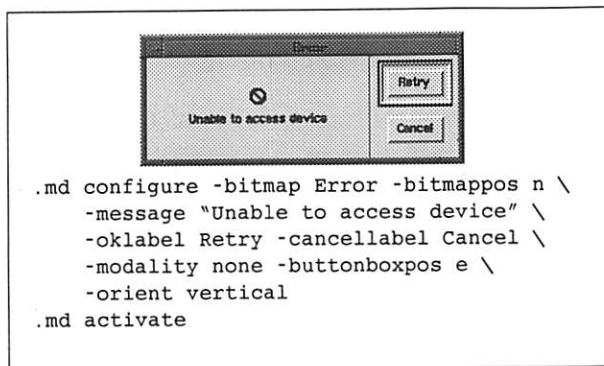 Error
Retry
Unable to access device
Cancel
.md configure -bitmap Error -bitmappos n \
-message “Unable to access device” \
-oklabel Retry -cancellabel Cancel \
-modality none -buttonboxpos e \
-orient vertical
.md activate